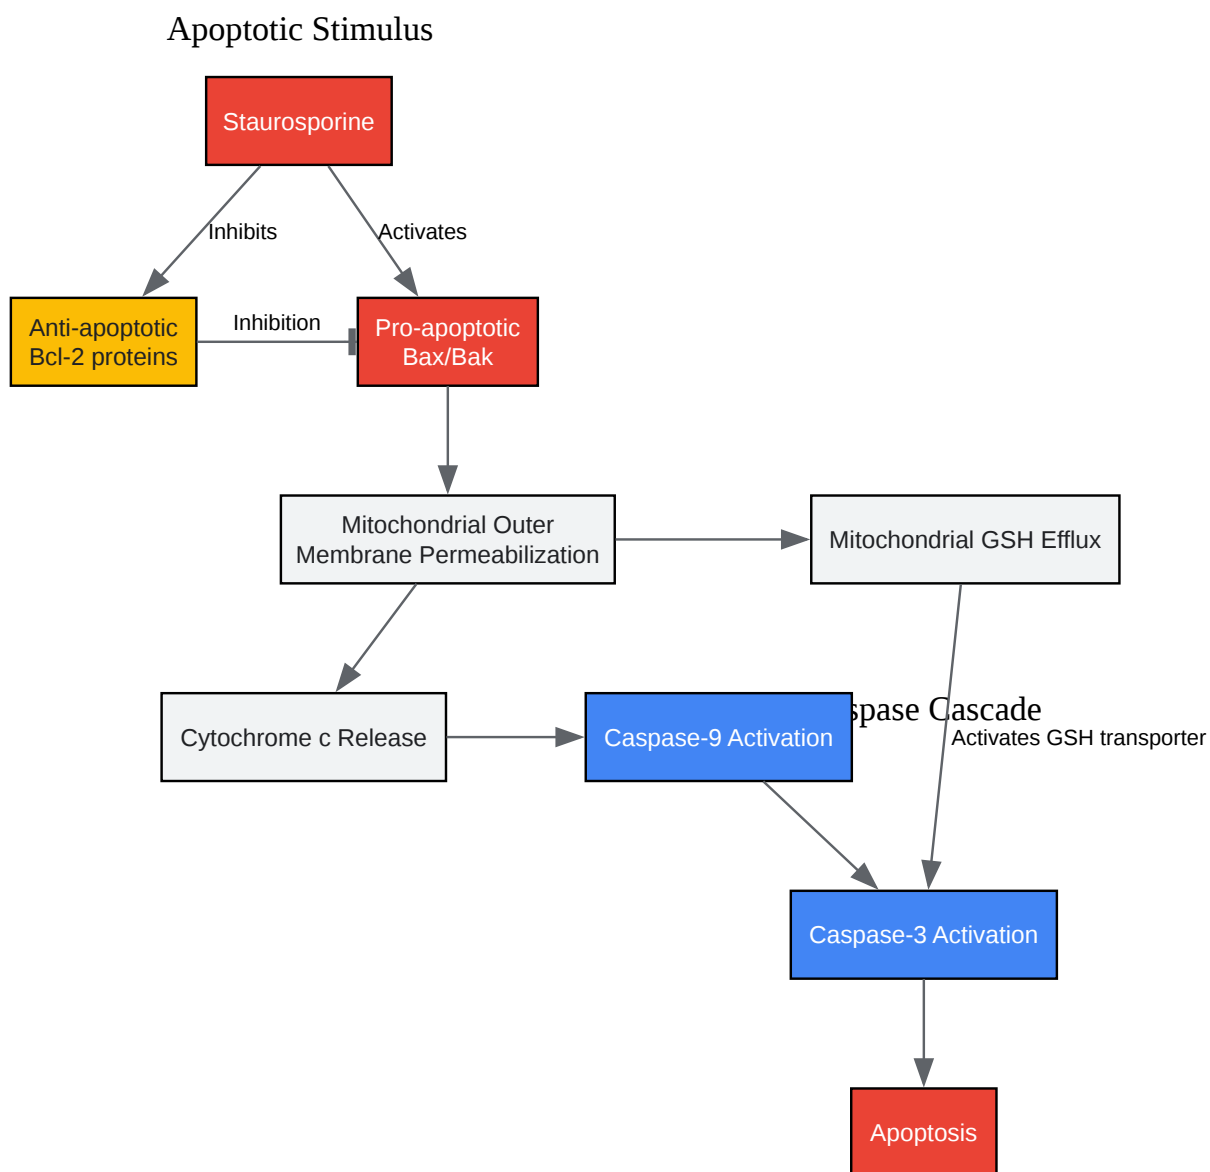 Apoptotic Stimulus
Staurosporine
Inhibits
Activates
Anti-apoptotic
Bcl-2 proteins
Inhibition
Pro-apoptotic
Bax/Bak
Mitochondrial Outer
Membrane Permeabilization
Mitochondrial GSH Efflux
Cytochrome c Release
Caspase-9 Activation
Cascade
Activates GSH transporter
Caspase-3 Activation
Apoptosis